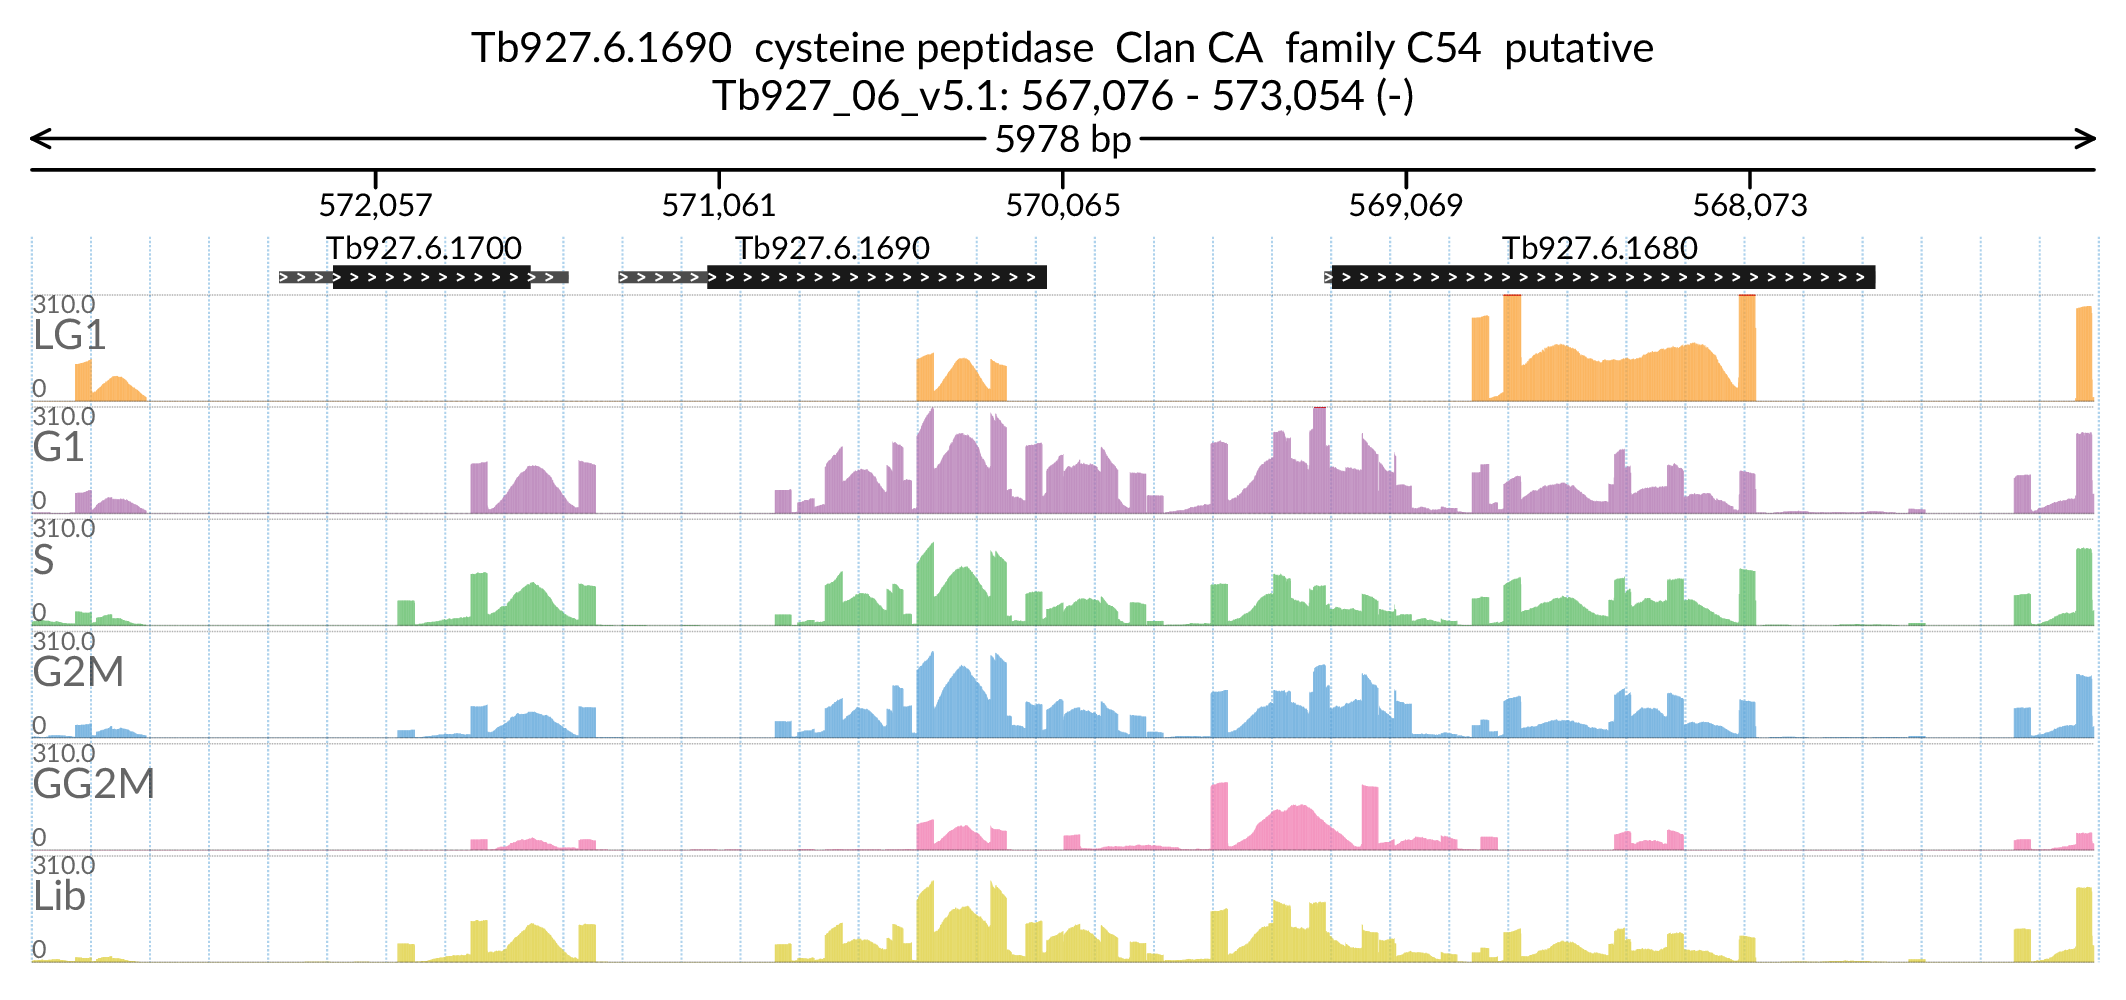 Tb927.6.1690  cysteine peptidase  Clan CA  family C54  putative
Tb927_06_v5.1: 567,076 - 573,054 (-)
5978 bp
572,057 571,061 570,065 569,069 568,073
Tb927.6.1700 Tb927.6.1690 Tb927.6.1680
310.0
LG1
0
310.0
G1
0
310.0
S
0
310.0
G2M
0
310.0
GG2M
0
310.0
Lib
0